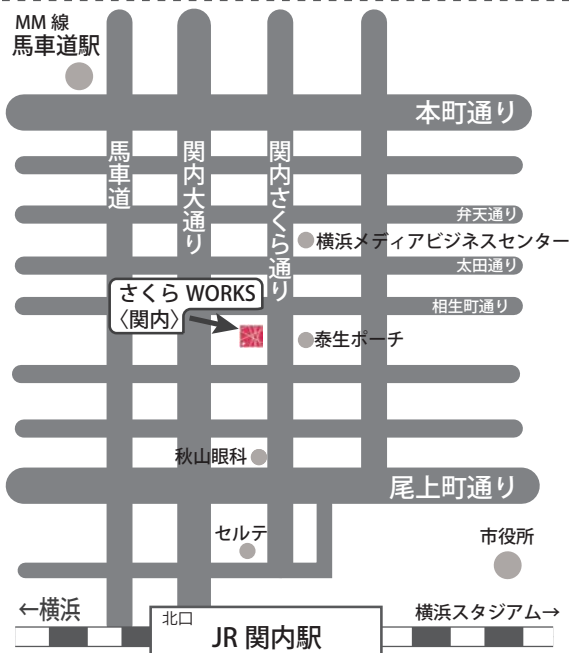 MM 線
馬車道駅
本町通り
馬車道
関内大通り
関内さくら通り
弁天通り
横浜メディアビジネスセンター
太田通り
さくら WORKS
〈関内〉
相生町通り
泰生ポーチ
秋山眼科
尾上町通り
セルテ
市役所
←横浜
北口
JR 関内駅
横浜スタジアム→